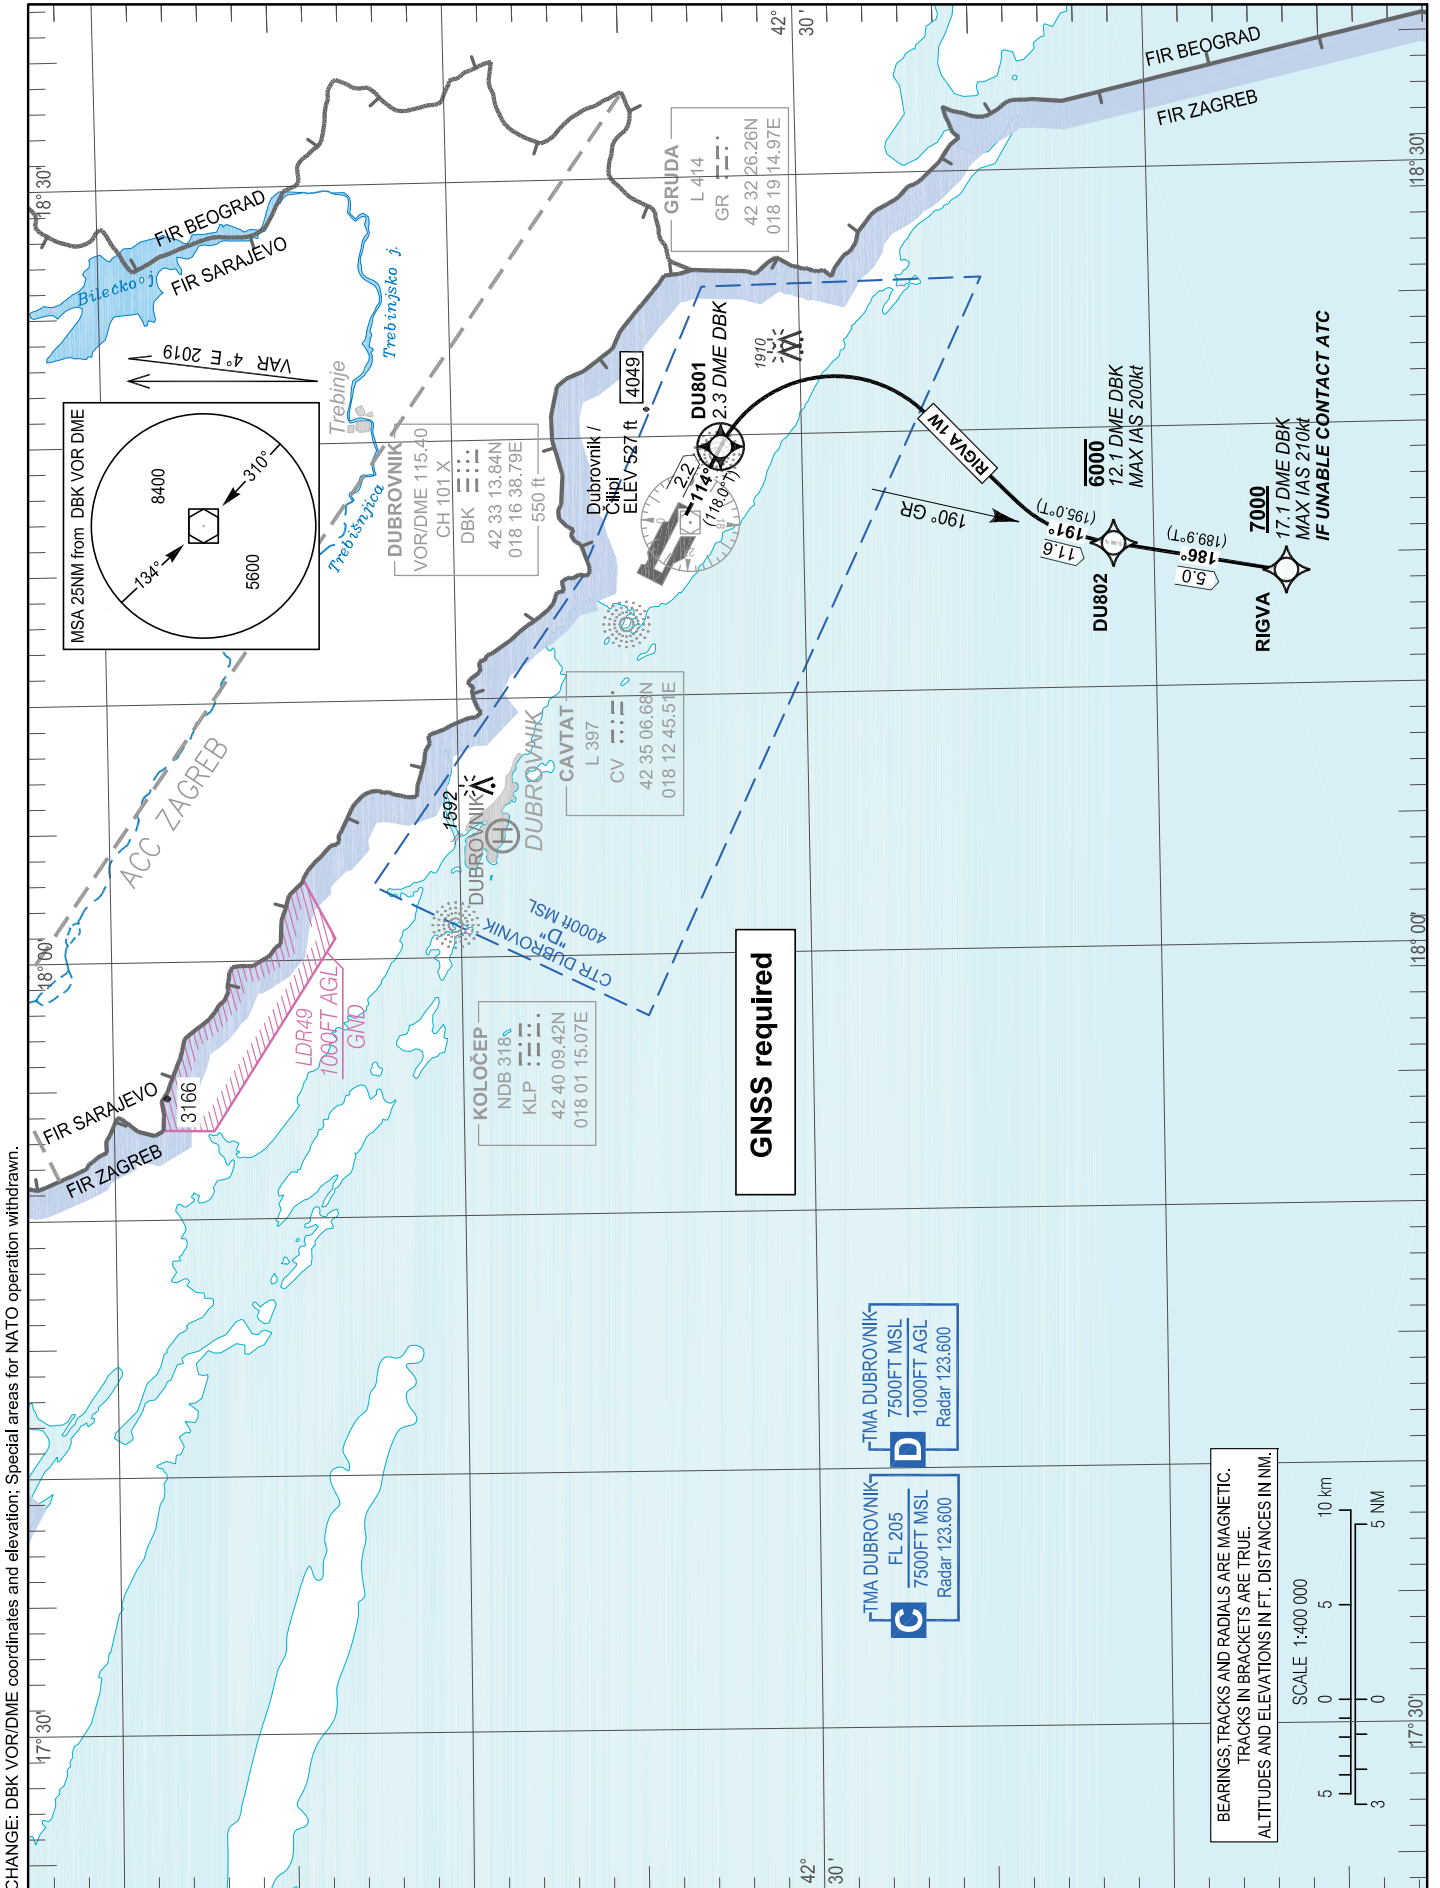 CHANGE: DBK VOR/DME coordinates and elevation; Special areas for NATO operation withdrawn.
MSA 25NM from DBK VOR DME
134°
310°
8400
5600
VAR 4°E 2019
18°30'
18°30'
18°00'
18°00'
17°30'
17°30'
42°
30'
42°
30'
FIR BEOGRAD
FIR SARAJEVO
Bilećko j.
Trebinjsko j.
Trebišnjica
Trebinje
ACC ZAGREB
FIR BEOGRAD
FIR ZAGREB
FIR SARAJEVO
FIR ZAGREB
3166
LDR49
1000FT AGL
GND
DUBROVNIK
VOR/DME 115.40
CH 101 X
DBK
42 33 13.84N
018 16 38.79E
550 ft
GRUDA
L 414
GR
42 32 26.26N
018 19 14.97E
CAVTAT
L 397
CV
42 35 06.68N
018 12 45.51E
KOLOČEP
NDB 318
KLP
42 40 09.42N
018 01 15.07E
Dubrovnik /
Čilipi
ELEV 527 ft
4049
1910
1592
DUBROVNIK
H
DUBROVNIK
CTR DUBROVNIK
"D"
4000ft MSL
DU801
2.3 DME DBK
2.2
114°
(118.0°T)
RIGVA 1W
190° GR
11.6
191°
(195.0°T)
DU802
6000
12.1 DME DBK
MAX IAS 200kt
5.0
186°
(189.9°T)
RIGVA
7000
17.1 DME DBK
MAX IAS 210kt
IF UNABLE CONTACT ATC
GNSS required
TMA DUBROVNIK
C
FL 205
7500FT MSL
Radar 123.600
TMA DUBROVNIK
D
7500FT MSL
1000FT AGL
Radar 123.600
BEARINGS,TRACKS AND RADIALS ARE MAGNETIC.
TRACKS IN BRACKETS ARE TRUE.
ALTITUDES AND ELEVATIONS IN FT. DISTANCES IN NM.
SCALE 1:400 000
5 0 5 10 km
3 0 5 NM